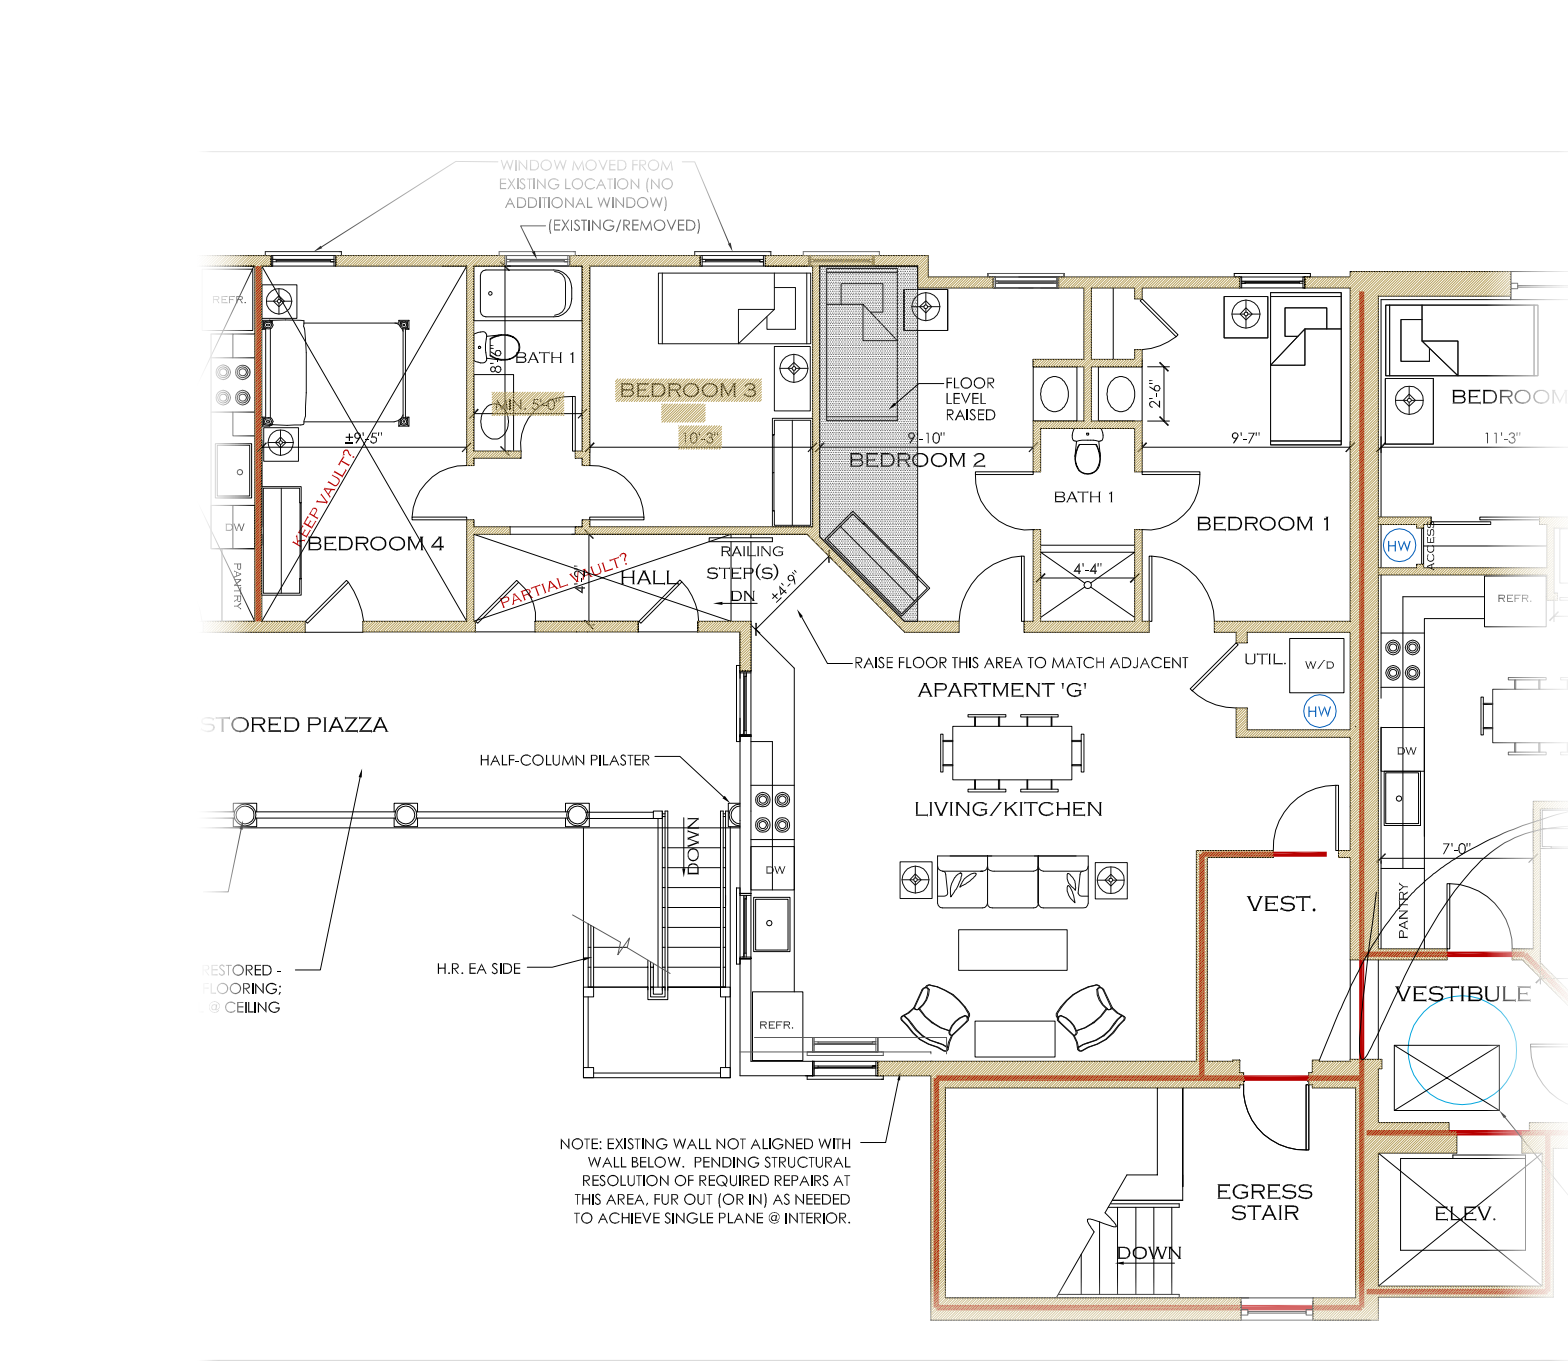 WINDOW MOVED FROM
EXISTING LOCATION (NO
ADDITIONAL WINDOW)
(EXISTING/REMOVED)
REFR.
BATH 1
8'-6"
MIN. 5'-0"
BEDROOM 3
10'-3"
FLOOR
LEVEL
RAISED
2'-6"
BEDROOM
±9'-5"
9'-10"
9'-7"
11'-3"
KEEP VAULT?
BEDROOM 2
BATH 1
DW
BEDROOM 4
BEDROOM 1
HW
ACCESS
RAILING
STEP(S)
DN
HALL
PARTIAL VAULT?
±4'-9"
4'-4"
PANTRY
REFR.
RAISE FLOOR THIS AREA TO MATCH ADJACENT
UTIL.
W/D
HW
APARTMENT 'G'
STORED PIAZZA
HALF-COLUMN PILASTER
DW
LIVING/KITCHEN
DOWN
7'-0"
DW
VEST.
PANTRY
H.R. EA SIDE
RESTORED -
FLOORING;
@ CEILING
VESTIBULE
REFR.
NOTE: EXISTING WALL NOT ALIGNED WITH
WALL BELOW. PENDING STRUCTURAL
RESOLUTION OF REQUIRED REPAIRS AT
THIS AREA, FUR OUT (OR IN) AS NEEDED
TO ACHIEVE SINGLE PLANE @ INTERIOR.
EGRESS
STAIR
ELEV.
DOWN